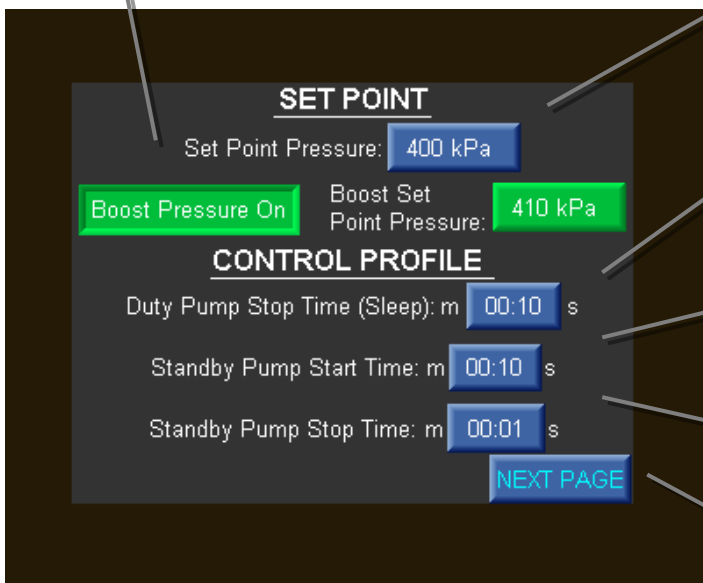 SET POINT
Set Point Pressure: 400 kPa
Boost Pressure On
Boost Set
Point Pressure: 410 kPa
CONTROL PROFILE
Duty Pump Stop Time (Sleep): m 00:10 s
Standby Pump Start Time: m 00:10 s
Standby Pump Stop Time: m 00:01 s
NEXT PAGE